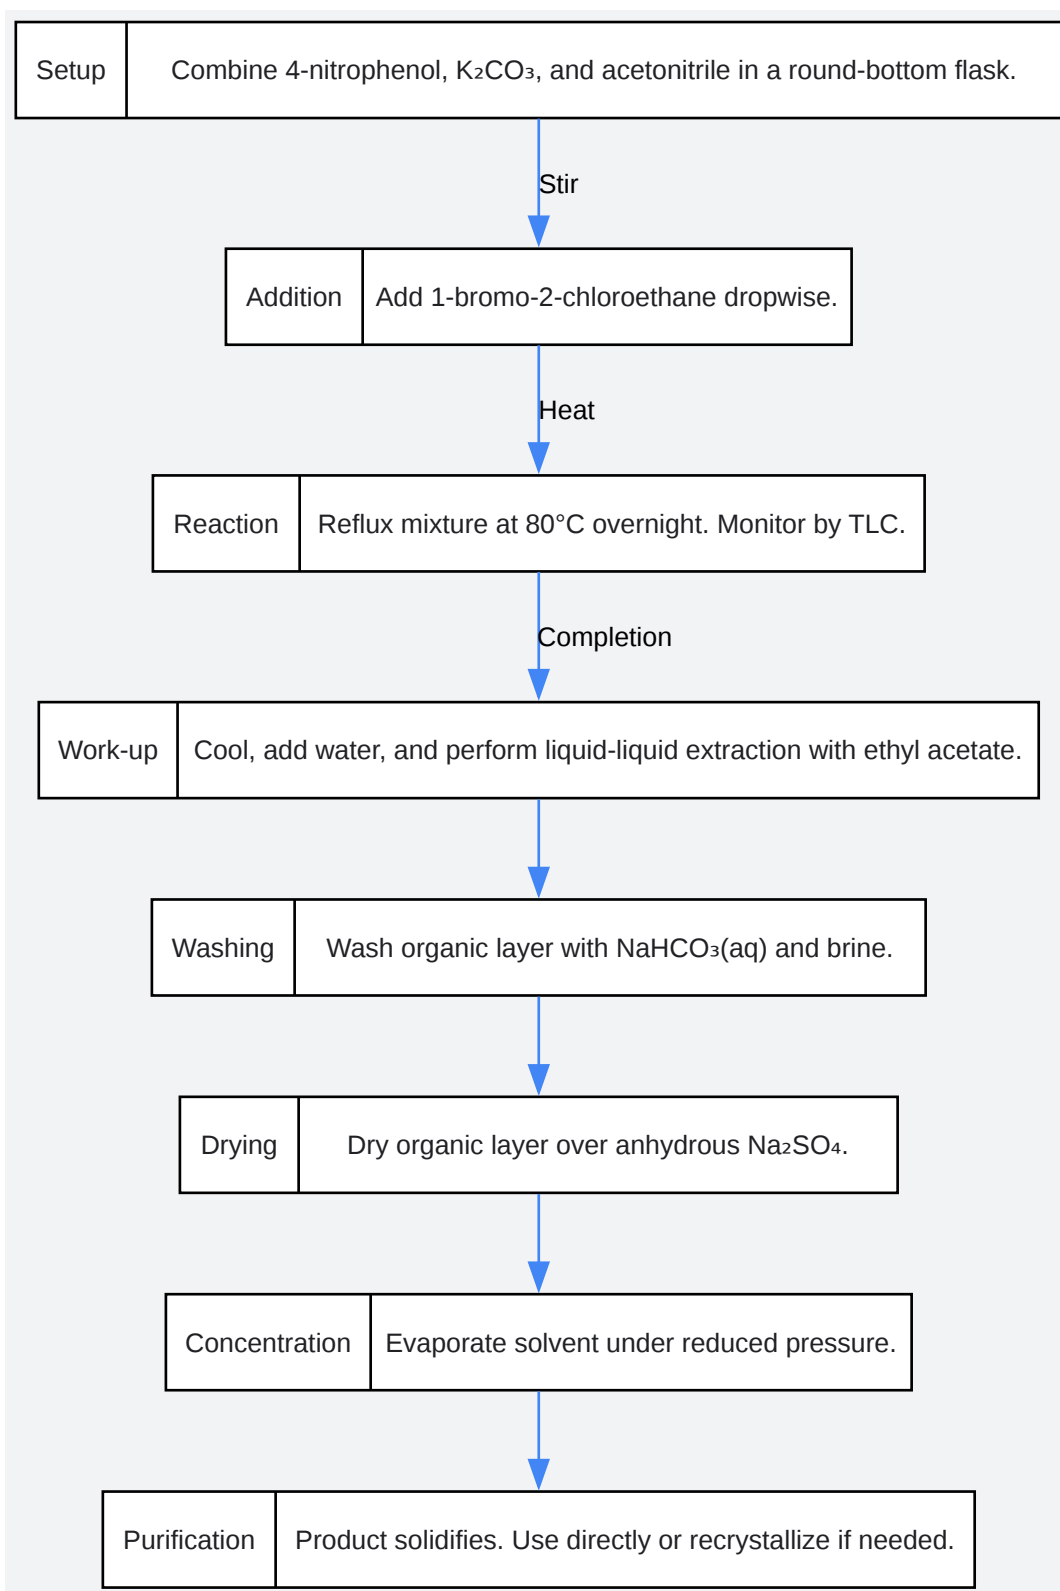 Setup
Combine 4-nitrophenol, K₂CO₃, and acetonitrile in a round-bottom flask.
Stir
Addition
Add 1-bromo-2-chloroethane dropwise.
Heat
Reaction
Reflux mixture at 80°C overnight. Monitor by TLC.
Completion
Work-up
Cool, add water, and perform liquid-liquid extraction with ethyl acetate.
Washing
Wash organic layer with NaHCO₃(aq) and brine.
Drying
Dry organic layer over anhydrous Na₂SO₄.
Concentration
Evaporate solvent under reduced pressure.
Purification
Product solidifies. Use directly or recrystallize if needed.